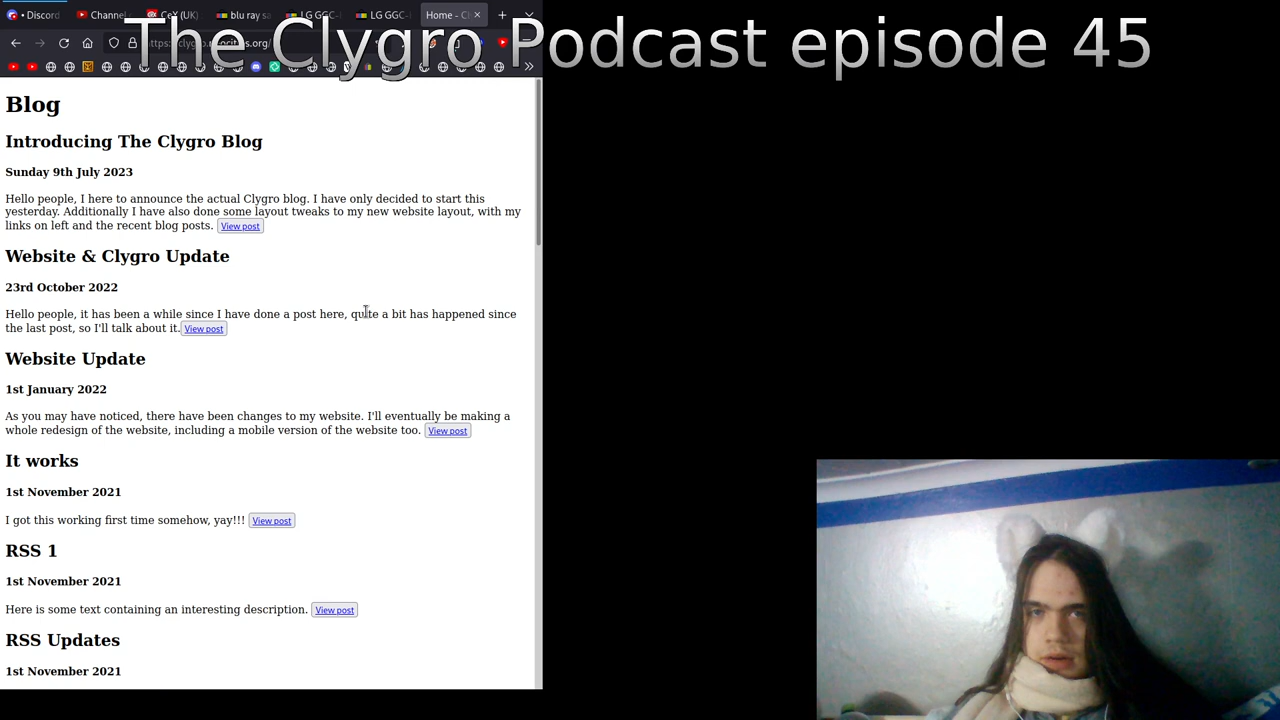 • Discord
Channel
CeX (UK)
blu ray sa
LG GGC-
LG GGC-
Home - Cl
The Clygro Podcast episode 45
Blog
Introducing The Clygro Blog
Sunday 9th July 2023
Hello people, I here to announce the actual Clygro blog. I have only decided to start this
yesterday. Additionally I have also done some layout tweaks to my new website layout, with my
links on left and the recent blog posts. View post
Website & Clygro Update
23rd October 2022
Hello people, it has been a while since I have done a post here, quite a bit has happened since
the last post, so I'll talk about it. View post
Website Update
1st January 2022
As you may have noticed, there have been changes to my website. I'll eventually be making a
whole redesign of the website, including a mobile version of the website too. View post
It works
1st November 2021
I got this working first time somehow, yay!!! View post
RSS 1
1st November 2021
Here is some text containing an interesting description. View post
RSS Updates
1st November 2021